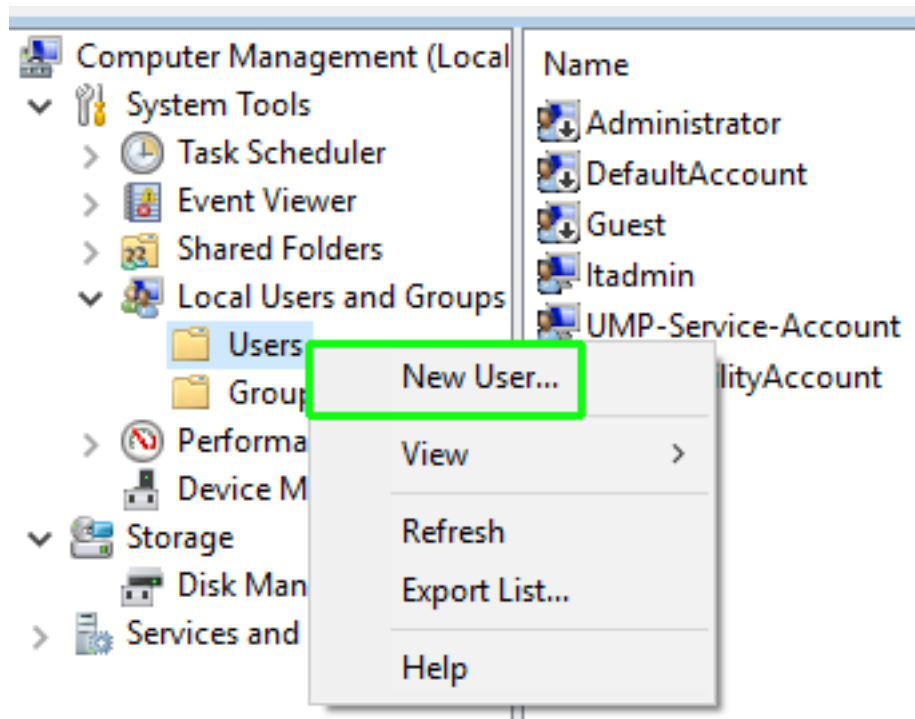 Computer Management (Local
System Tools
Task Scheduler
Event Viewer
Shared Folders
Local Users and Groups
Users
Group
Performa
Device M
Storage
Disk Man
Services and
Name
Administrator
DefaultAccount
Guest
ltadmin
UMP-Service-Account
lityAccount
New User...
View
Refresh
Export List...
Help